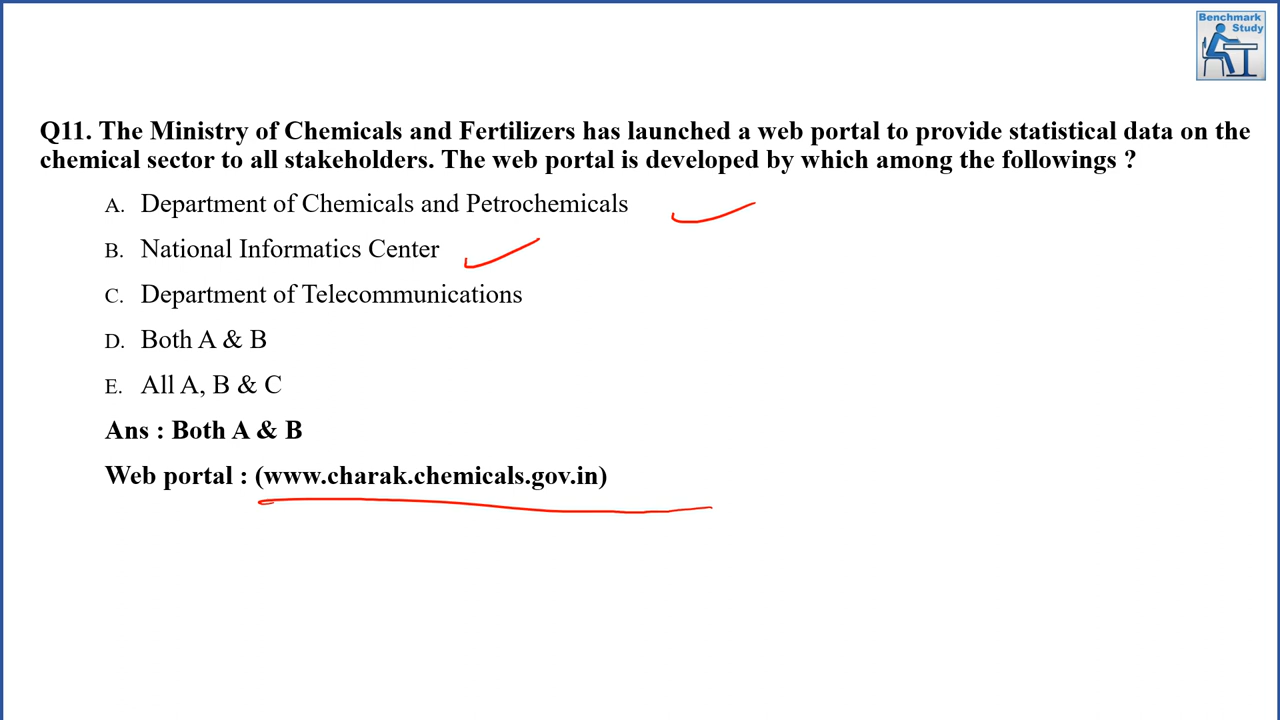 Benchmark
Study
Q11. The Ministry of Chemicals and Fertilizers has launched a web portal to provide statistical data on the
chemical sector to all stakeholders. The web portal is developed by which among the followings ?
A. Department of Chemicals and Petrochemicals
B. National Informatics Center
C. Department of Telecommunications
D. Both A & B
E. All A, B & C
Ans : Both A & B
Web portal : (www.charak.chemicals.gov.in)